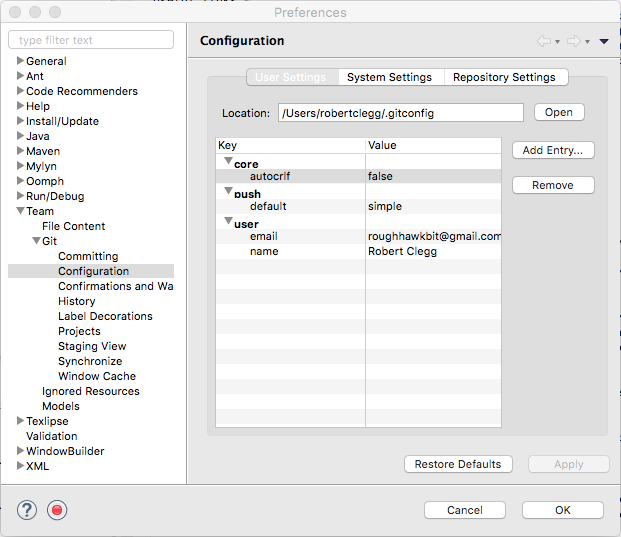 Preferences
type filter text
General
Ant
Code Recommenders
Help
Install/Update
Java
Maven
Mylyn
Oomph
Run/Debug
Team
File Content
Git
Committing
Configuration
Confirmations and Wa
History
Label Decorations
Projects
Staging View
Synchronize
Window Cache
Ignored Resources
Models
Texlipse
Validation
WindowBuilder
XML
Configuration
User Settings System Settings Repository Settings
Location: /Users/robertclegg/.gitconfig Open
Key Value
core
autocrlf false
push
default simple
user
email roughhawkbit@gmail.com
name Robert Clegg
Add Entry...
Remove
Restore Defaults Apply
? Cancel OK